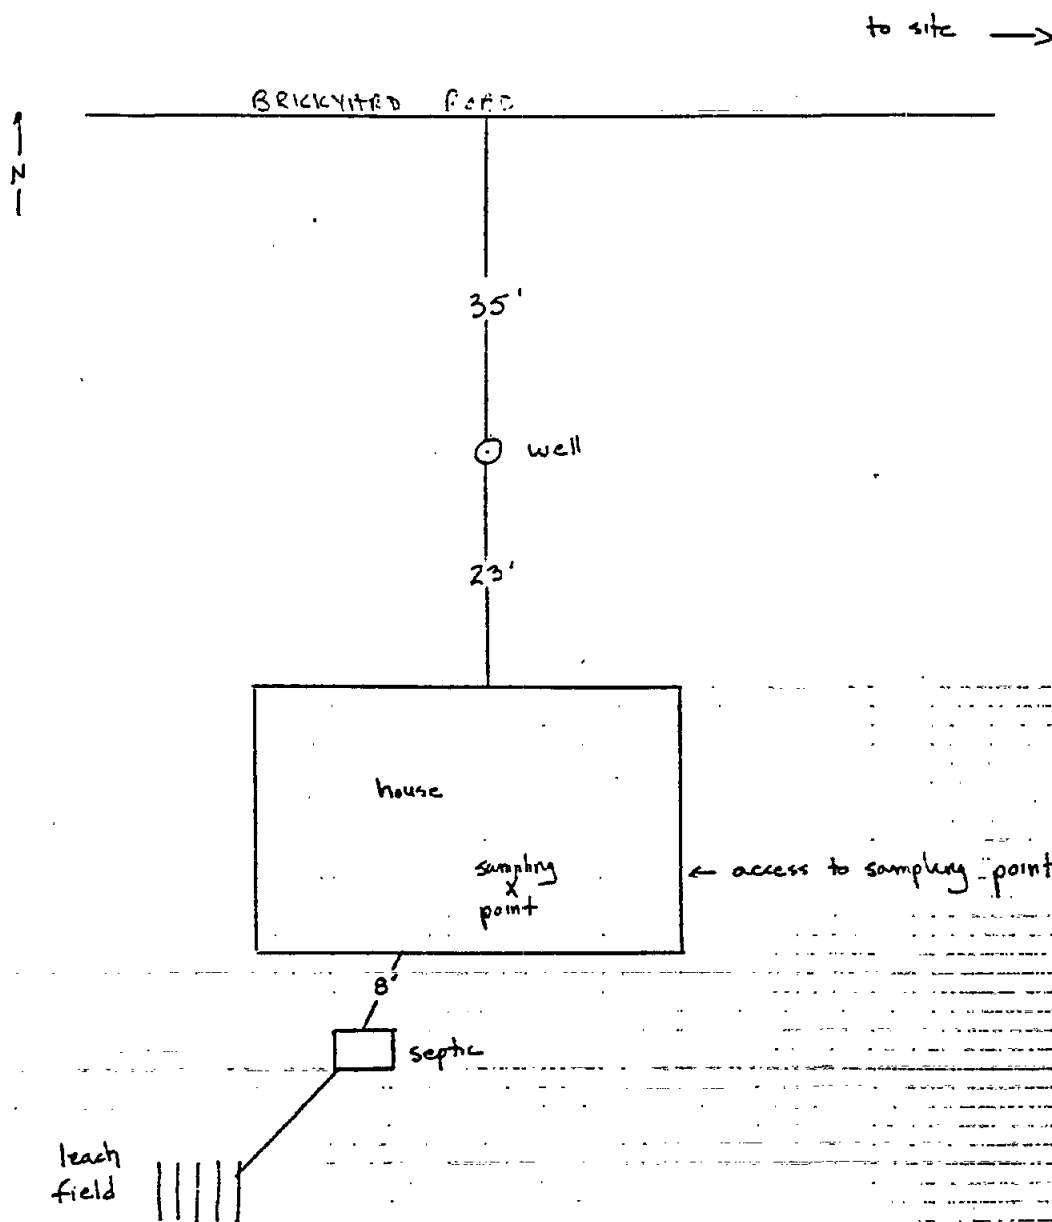 to site
BRICKYARD ROAD
N
35'
well
23'
house
sampling
X
point
access to sampling point
8'
septic
leach
field